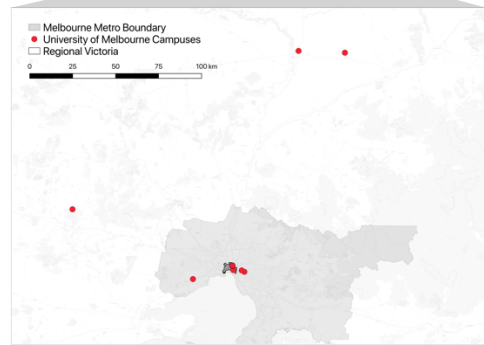 Melbourne Metro Boundary
University of Melbourne Campuses
Regional Victoria
0 25 50 75 100 km